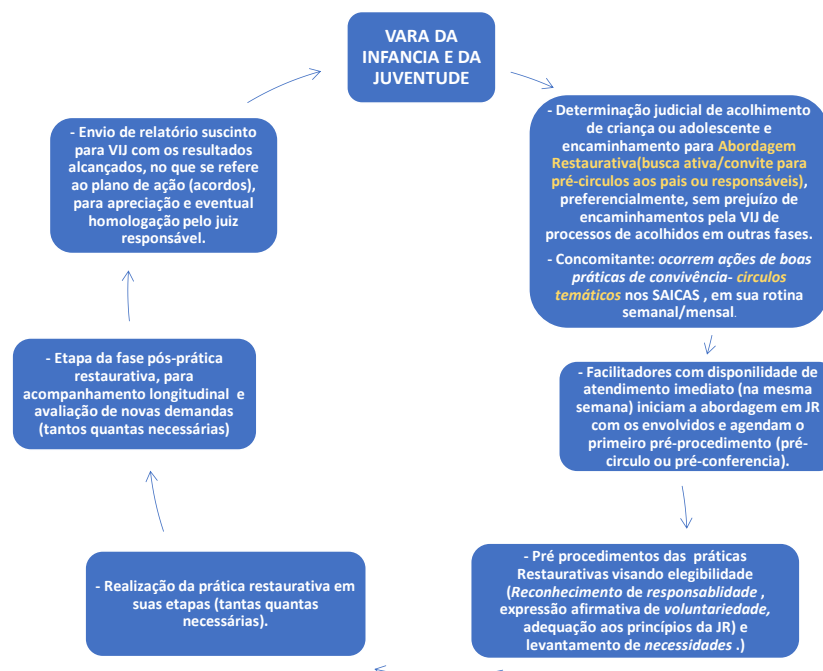 VARA DA
INFANCIA E DA
JUVENTUDE
- Determinação judicial de acolhimento
de criança ou adolescente e
encaminhamento para Abordagem
Restaurativa(busca ativa/convite para
pré-circulos aos pais ou responsáveis),
preferencialmente, sem prejuízo de
encaminhamentos pela VIJ de
processos de acolhidos em outras fases.
- Concomitante: ocorrem ações de boas
práticas de convivência- circulos
temáticos nos SAICAS , em sua rotina
semanal/mensal.
- Facilitadores com disponilidade de
atendimento imediato (na mesma
semana) iniciam a abordagem em JR
com os envolvidos e agendam o
primeiro pré-procedimento (pré-
circulo ou pré-conferencia).
- Pré procedimentos das práticas
Restaurativas visando elegibilidade
(Reconhecimento de responsablidade ,
expressão afirmativa de voluntariedade,
adequação aos princípios da JR) e
levantamento de necessidades .)
- Realização da prática restaurativa em
suas etapas (tantas quantas
necessárias).
- Etapa da fase pós-prática
restaurativa, para
acompanhamento longitudinal e
avaliação de novas demandas
(tantos quantas necessárias)
- Envio de relatório suscinto
para VIJ com os resultados
alcançados, no que se refere
ao plano de ação (acordos),
para apreciação e eventual
homologação pelo juiz
responsável.